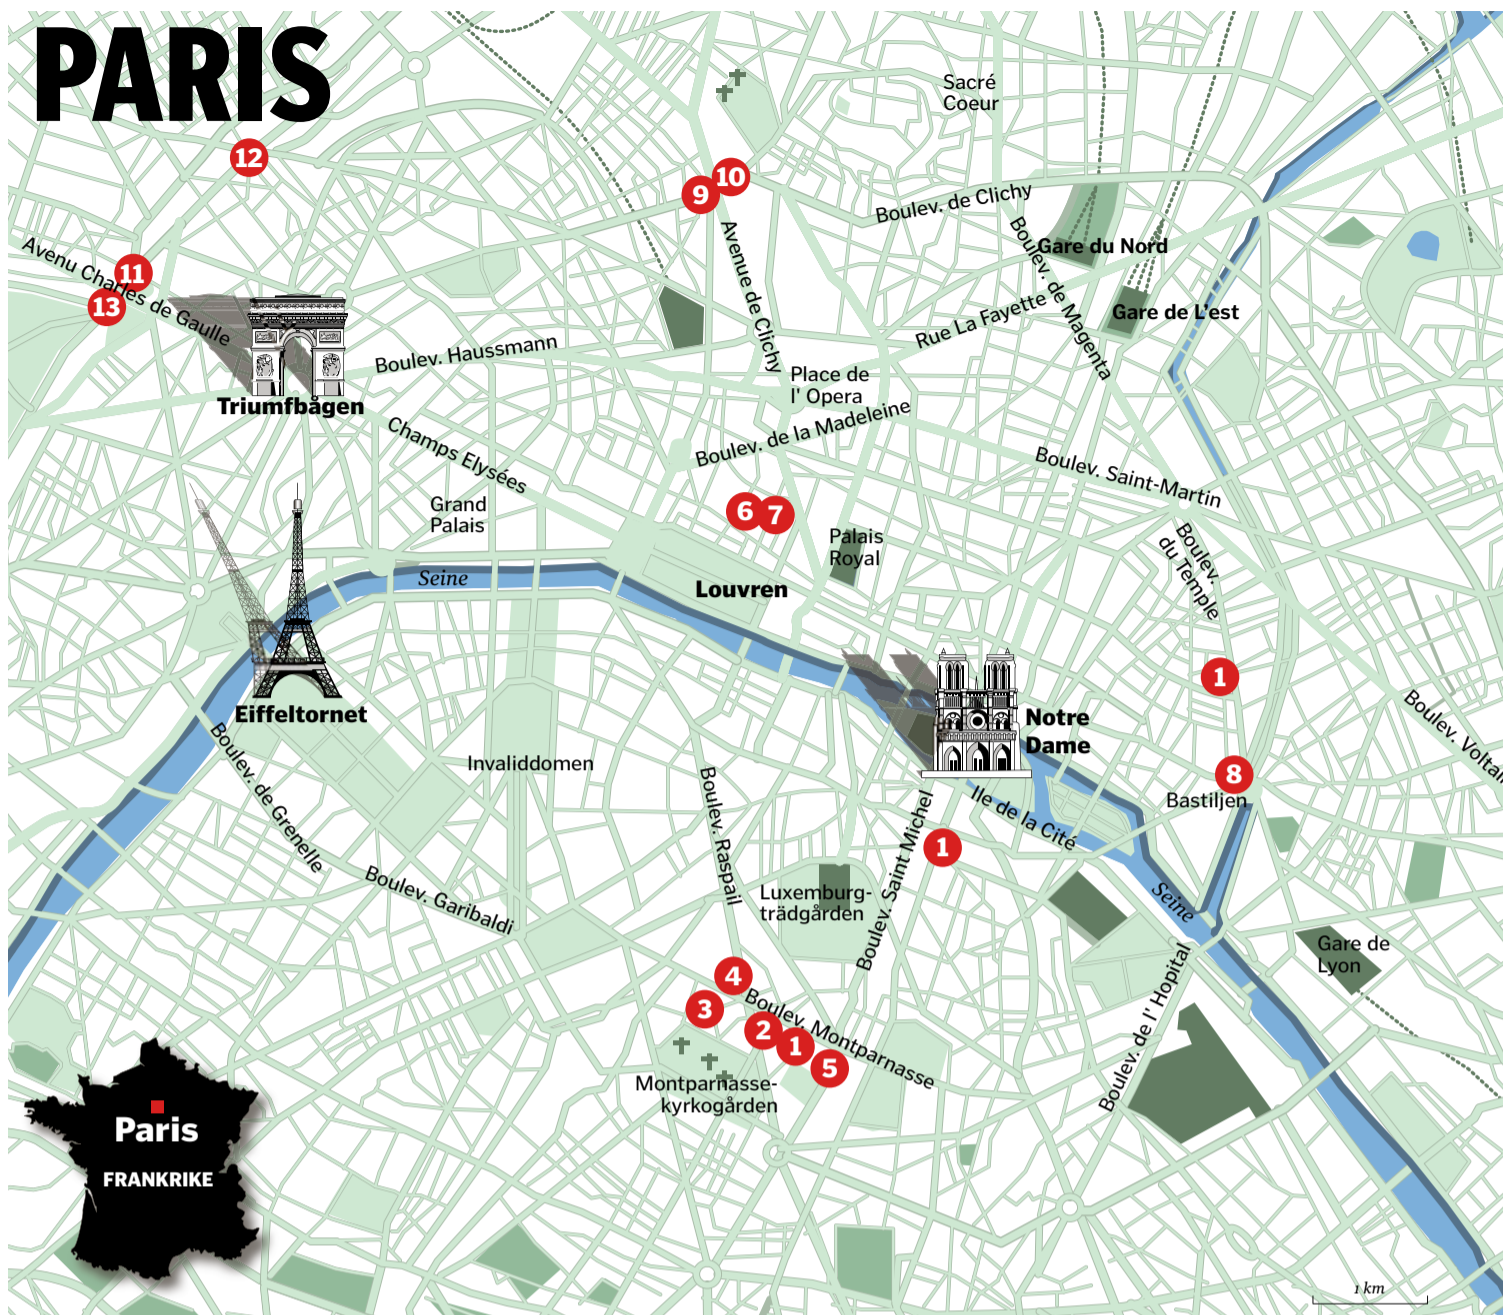 PARIS
Sacré
Coeur
12
10
9
Boulev. de Clichy
Avenue de Clichy
Boulev. de Magenta
Gare du Nord
Avenu Charles de Gaulle
11
13
Gare de L'est
Rue La Fayette
Boulev. Haussmann
Place de
l' Opera
Triumfbågen
Boulev. de la Madeleine
Champs Elysées
Boulev. Saint-Martin
Grand
Palais
6
7
Palais
Royal
Boulev.
du Temple
Seine
Louvren
1
Eiffeltornet
Notre
Dame
Boulev. Voltai
Boulev. de Grenelle
Invaliddomen
Boulev. Raspail
8
Bastiljen
Ile de la Cité
Boulev. Saint Michel
1
Boulev. Garibaldi
Luxemburg-
trädgården
Seine
Gare de
Lyon
4
3
Boulev. Montparnasse
2
1
5
Boulev. de l' Hopital
Montparnasse-
kyrkogården
Paris
FRANKRIKE
1 km